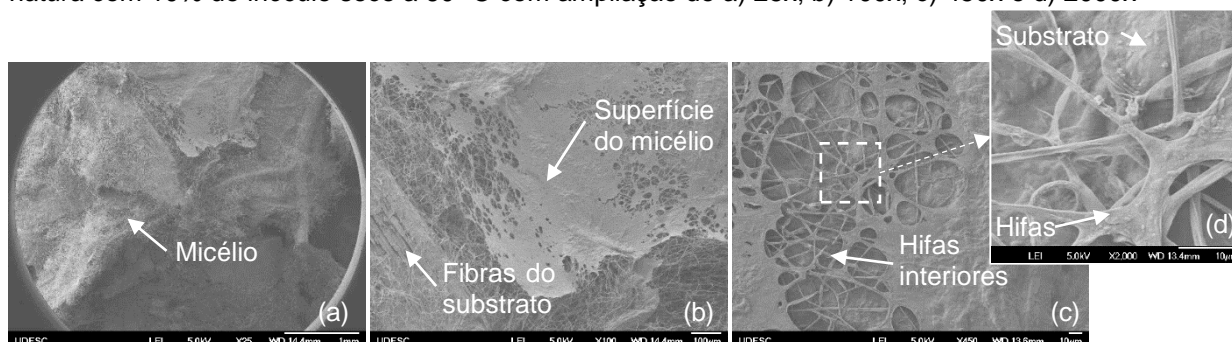 natura com 10% de inóculo seco a 60 °C com ampliação de a) 25x, b) 100x, c) 450x e d) 2000x
Micélio
(a)
UDESC LEI 5.0kV X25 WD 14.4mm 1mm
Superfície
do micélio
Fibras do
substrato
(b)
UDESC LEI 5.0kV X100 WD 14.4mm 100µm
Hifas
interiores
(c)
UDESC LEI 5.0kV X450 WD 13.6mm 10µm
Substrato
Hifas
(d)
LEI 5.0kV X2,000 WD 13.4mm 10µm